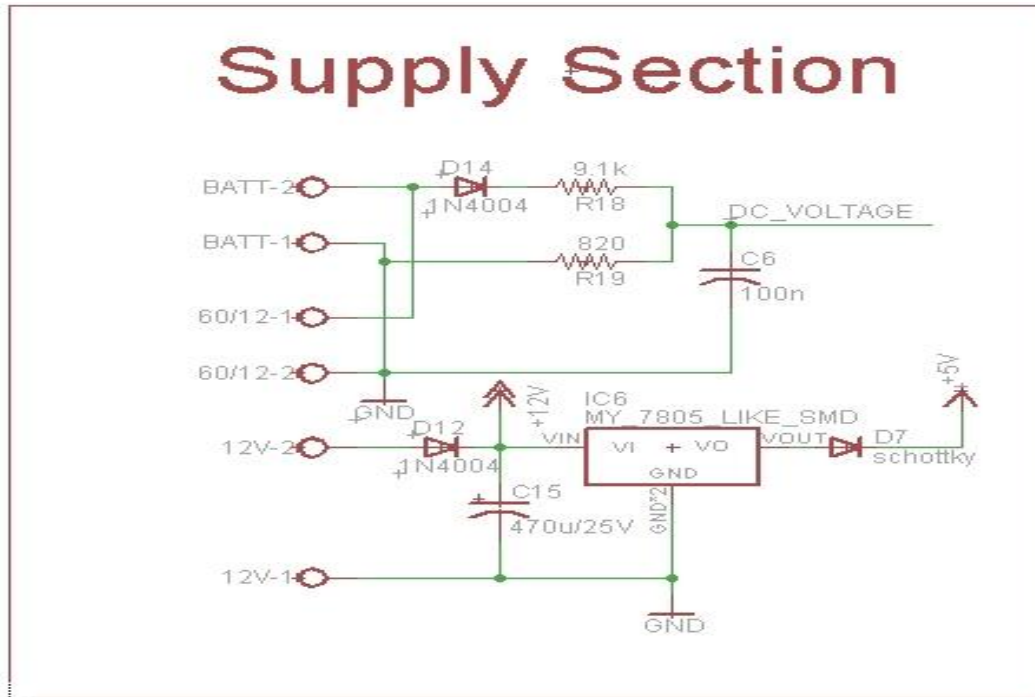 Supply Section
D14
9.1k
BATT-2
1N4004
R18
DC_VOLTAGE
BATT-1
820
C6
R19
100n
60/12-1
60/12-2
+5V
+12V
GND
IC6
MY_7805_LIKE_SMD
D12
12V-2
VIN
VI + VO
VOUT
D7
1N4004
GND
schottky
C15
GND*2
470u/25V
12V-1
GND